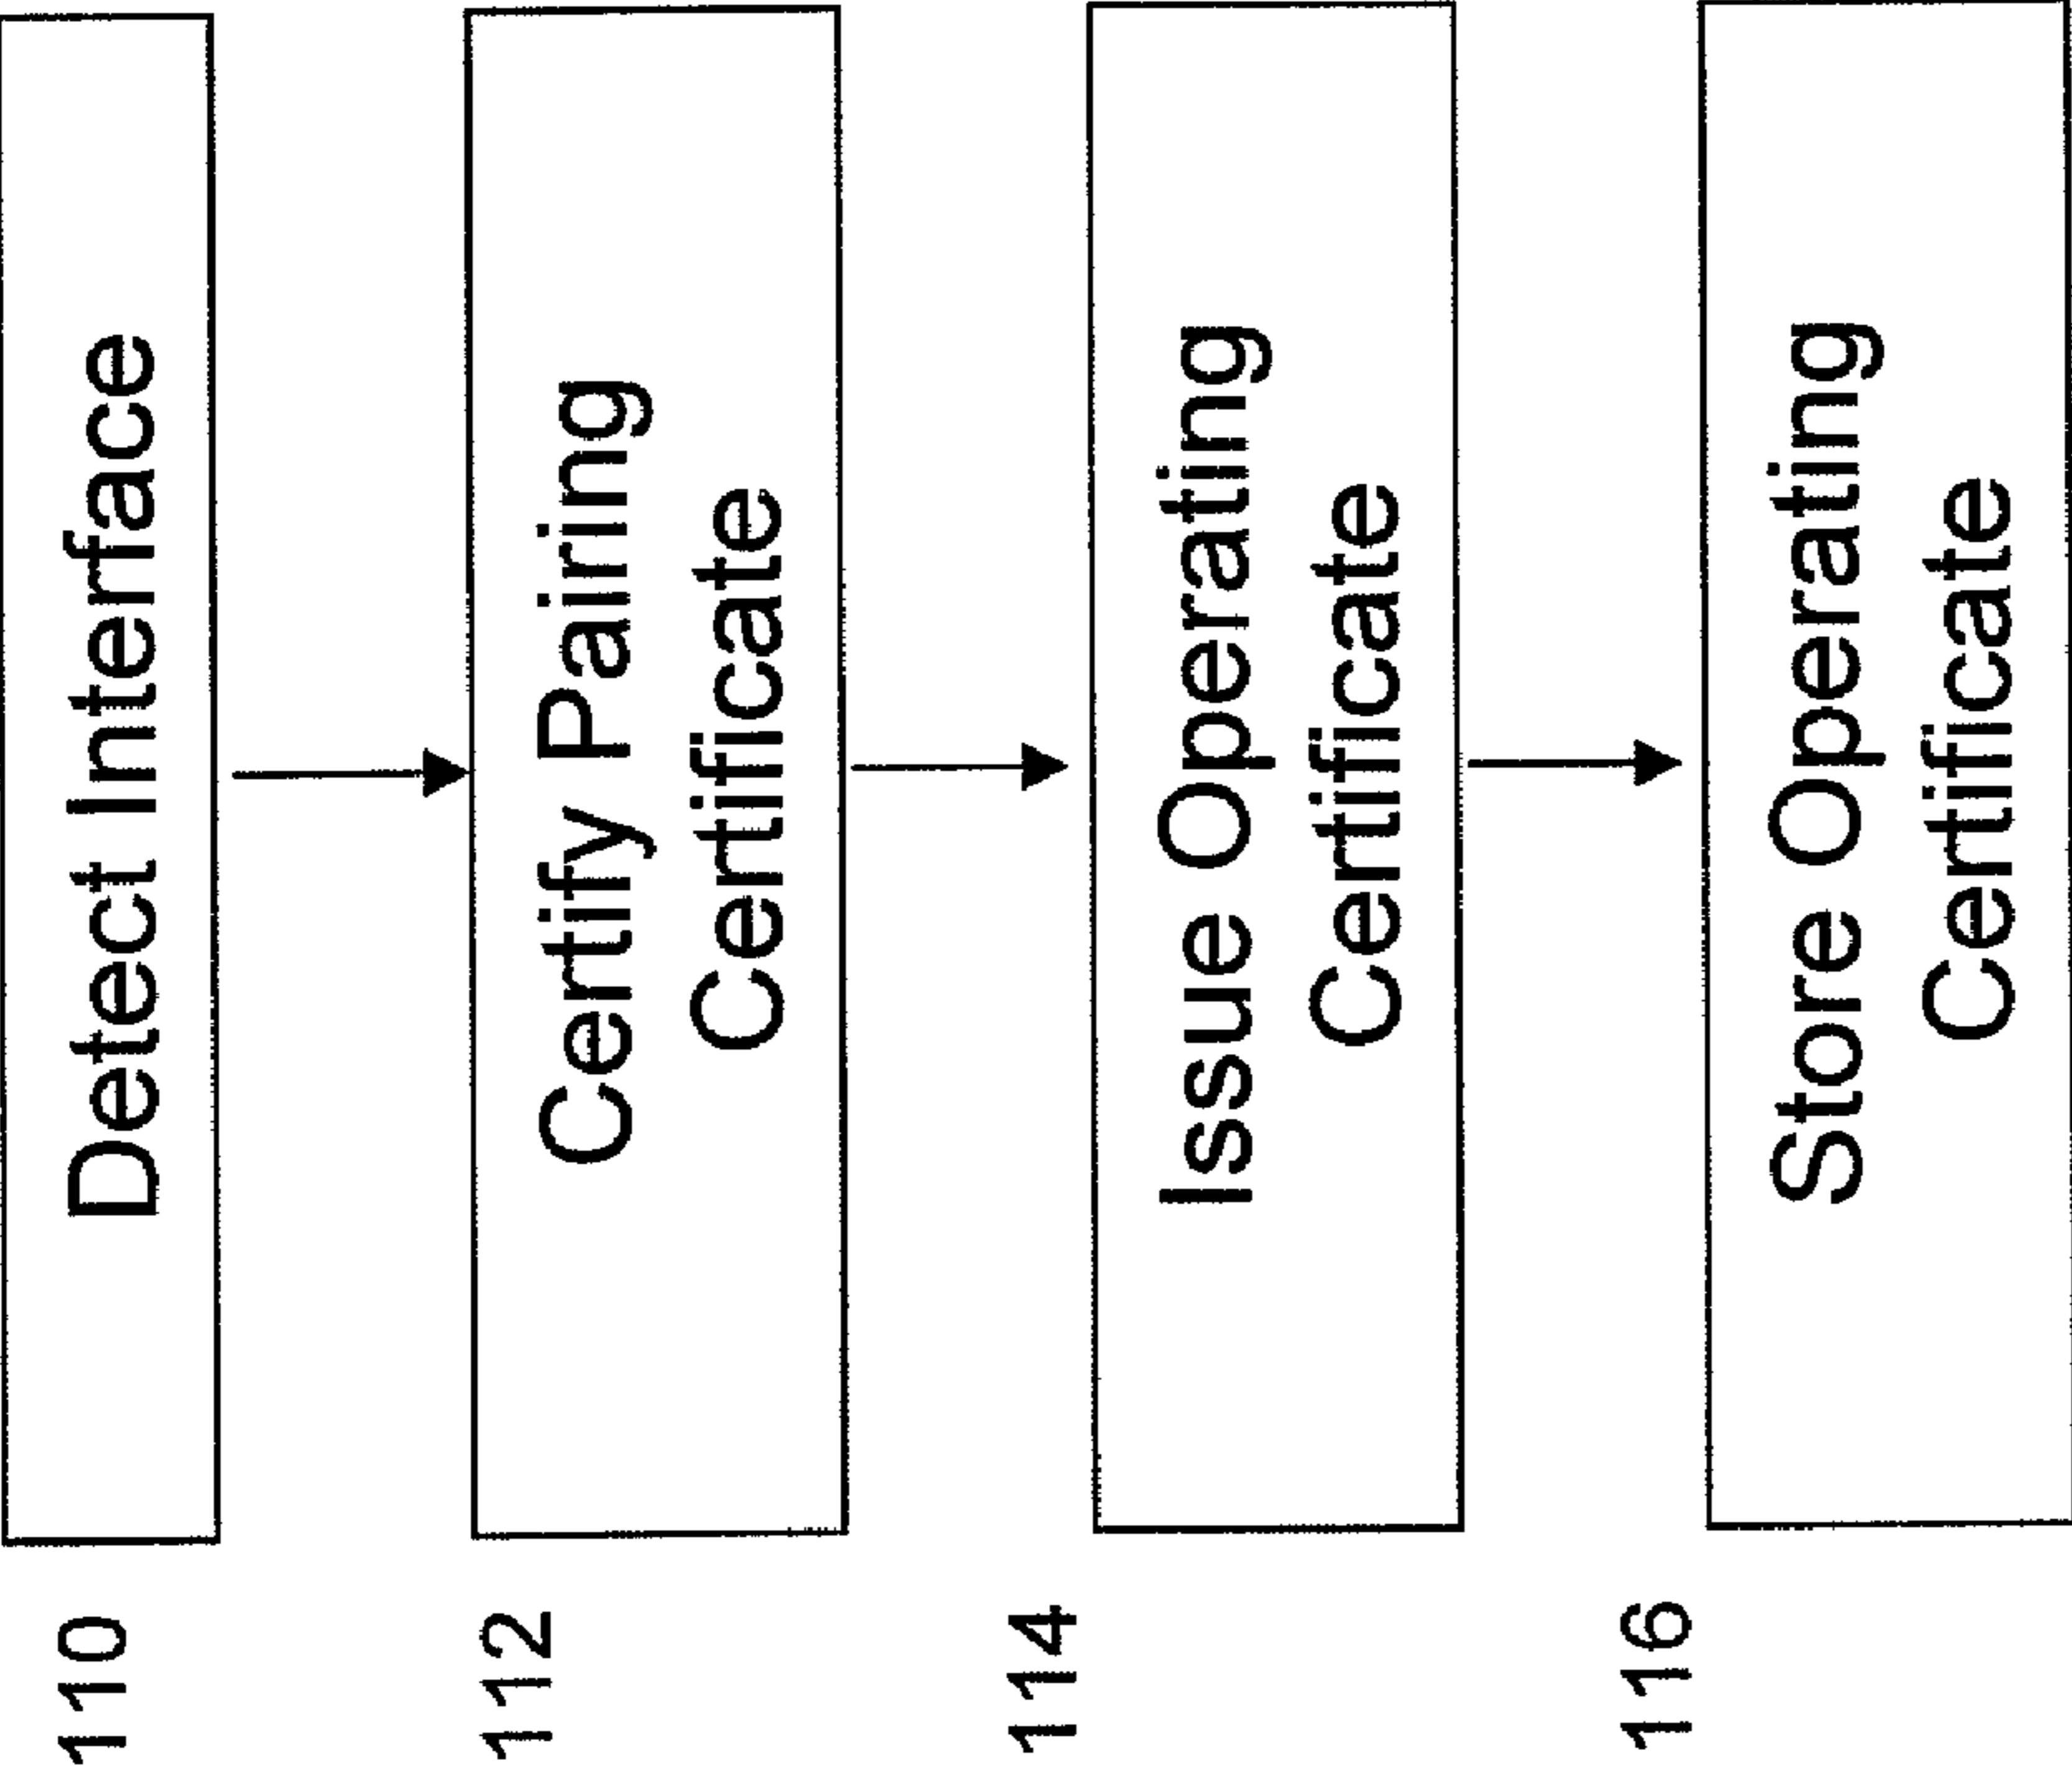 110
Detect Interface
112
Certify Pairing
Certificate
114
Issue Operating
Certificate
116
Store Operating
Certificate